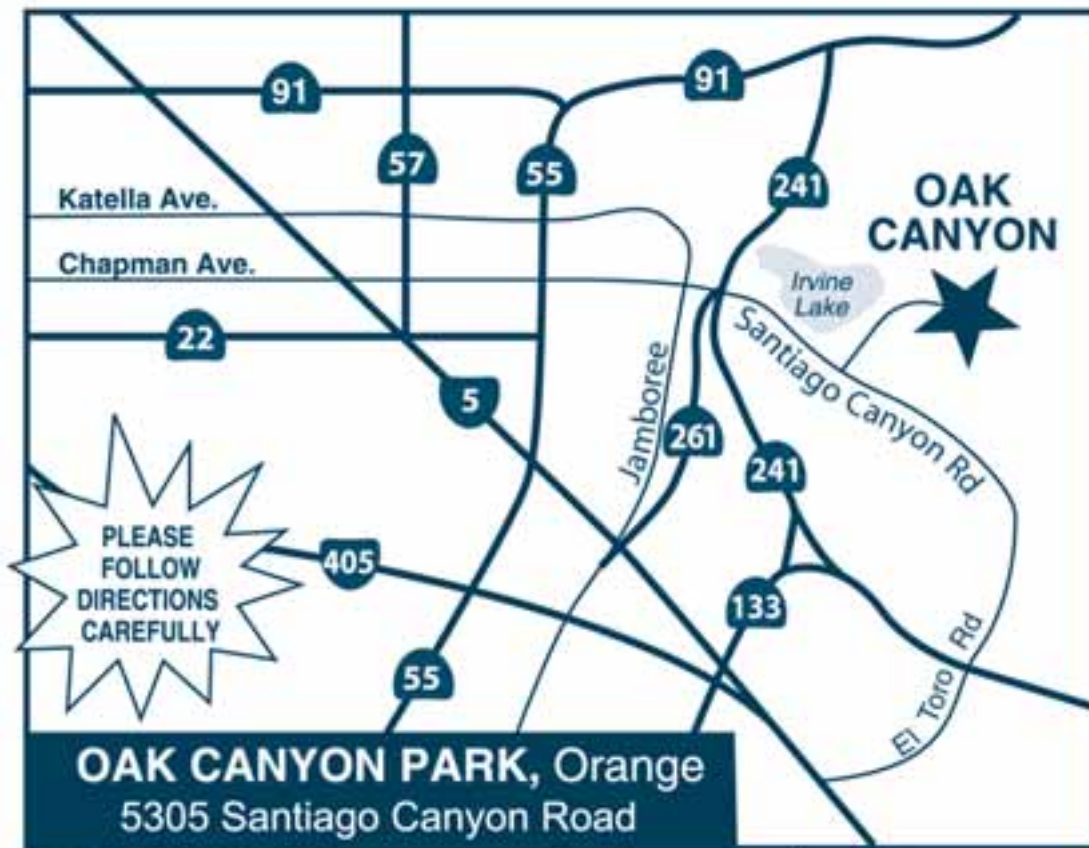 91
91
57
55
241
OAK
CANYON
Katella Ave.
Chapman Ave.
Irvine
Lake
22
Santiago Canyon Rd
5
Jamboree
261
241
PLEASE
FOLLOW
DIRECTIONS
CAREFULLY
405
133
55
El Toro Rd
OAK CANYON PARK, Orange
5305 Santiago Canyon Road